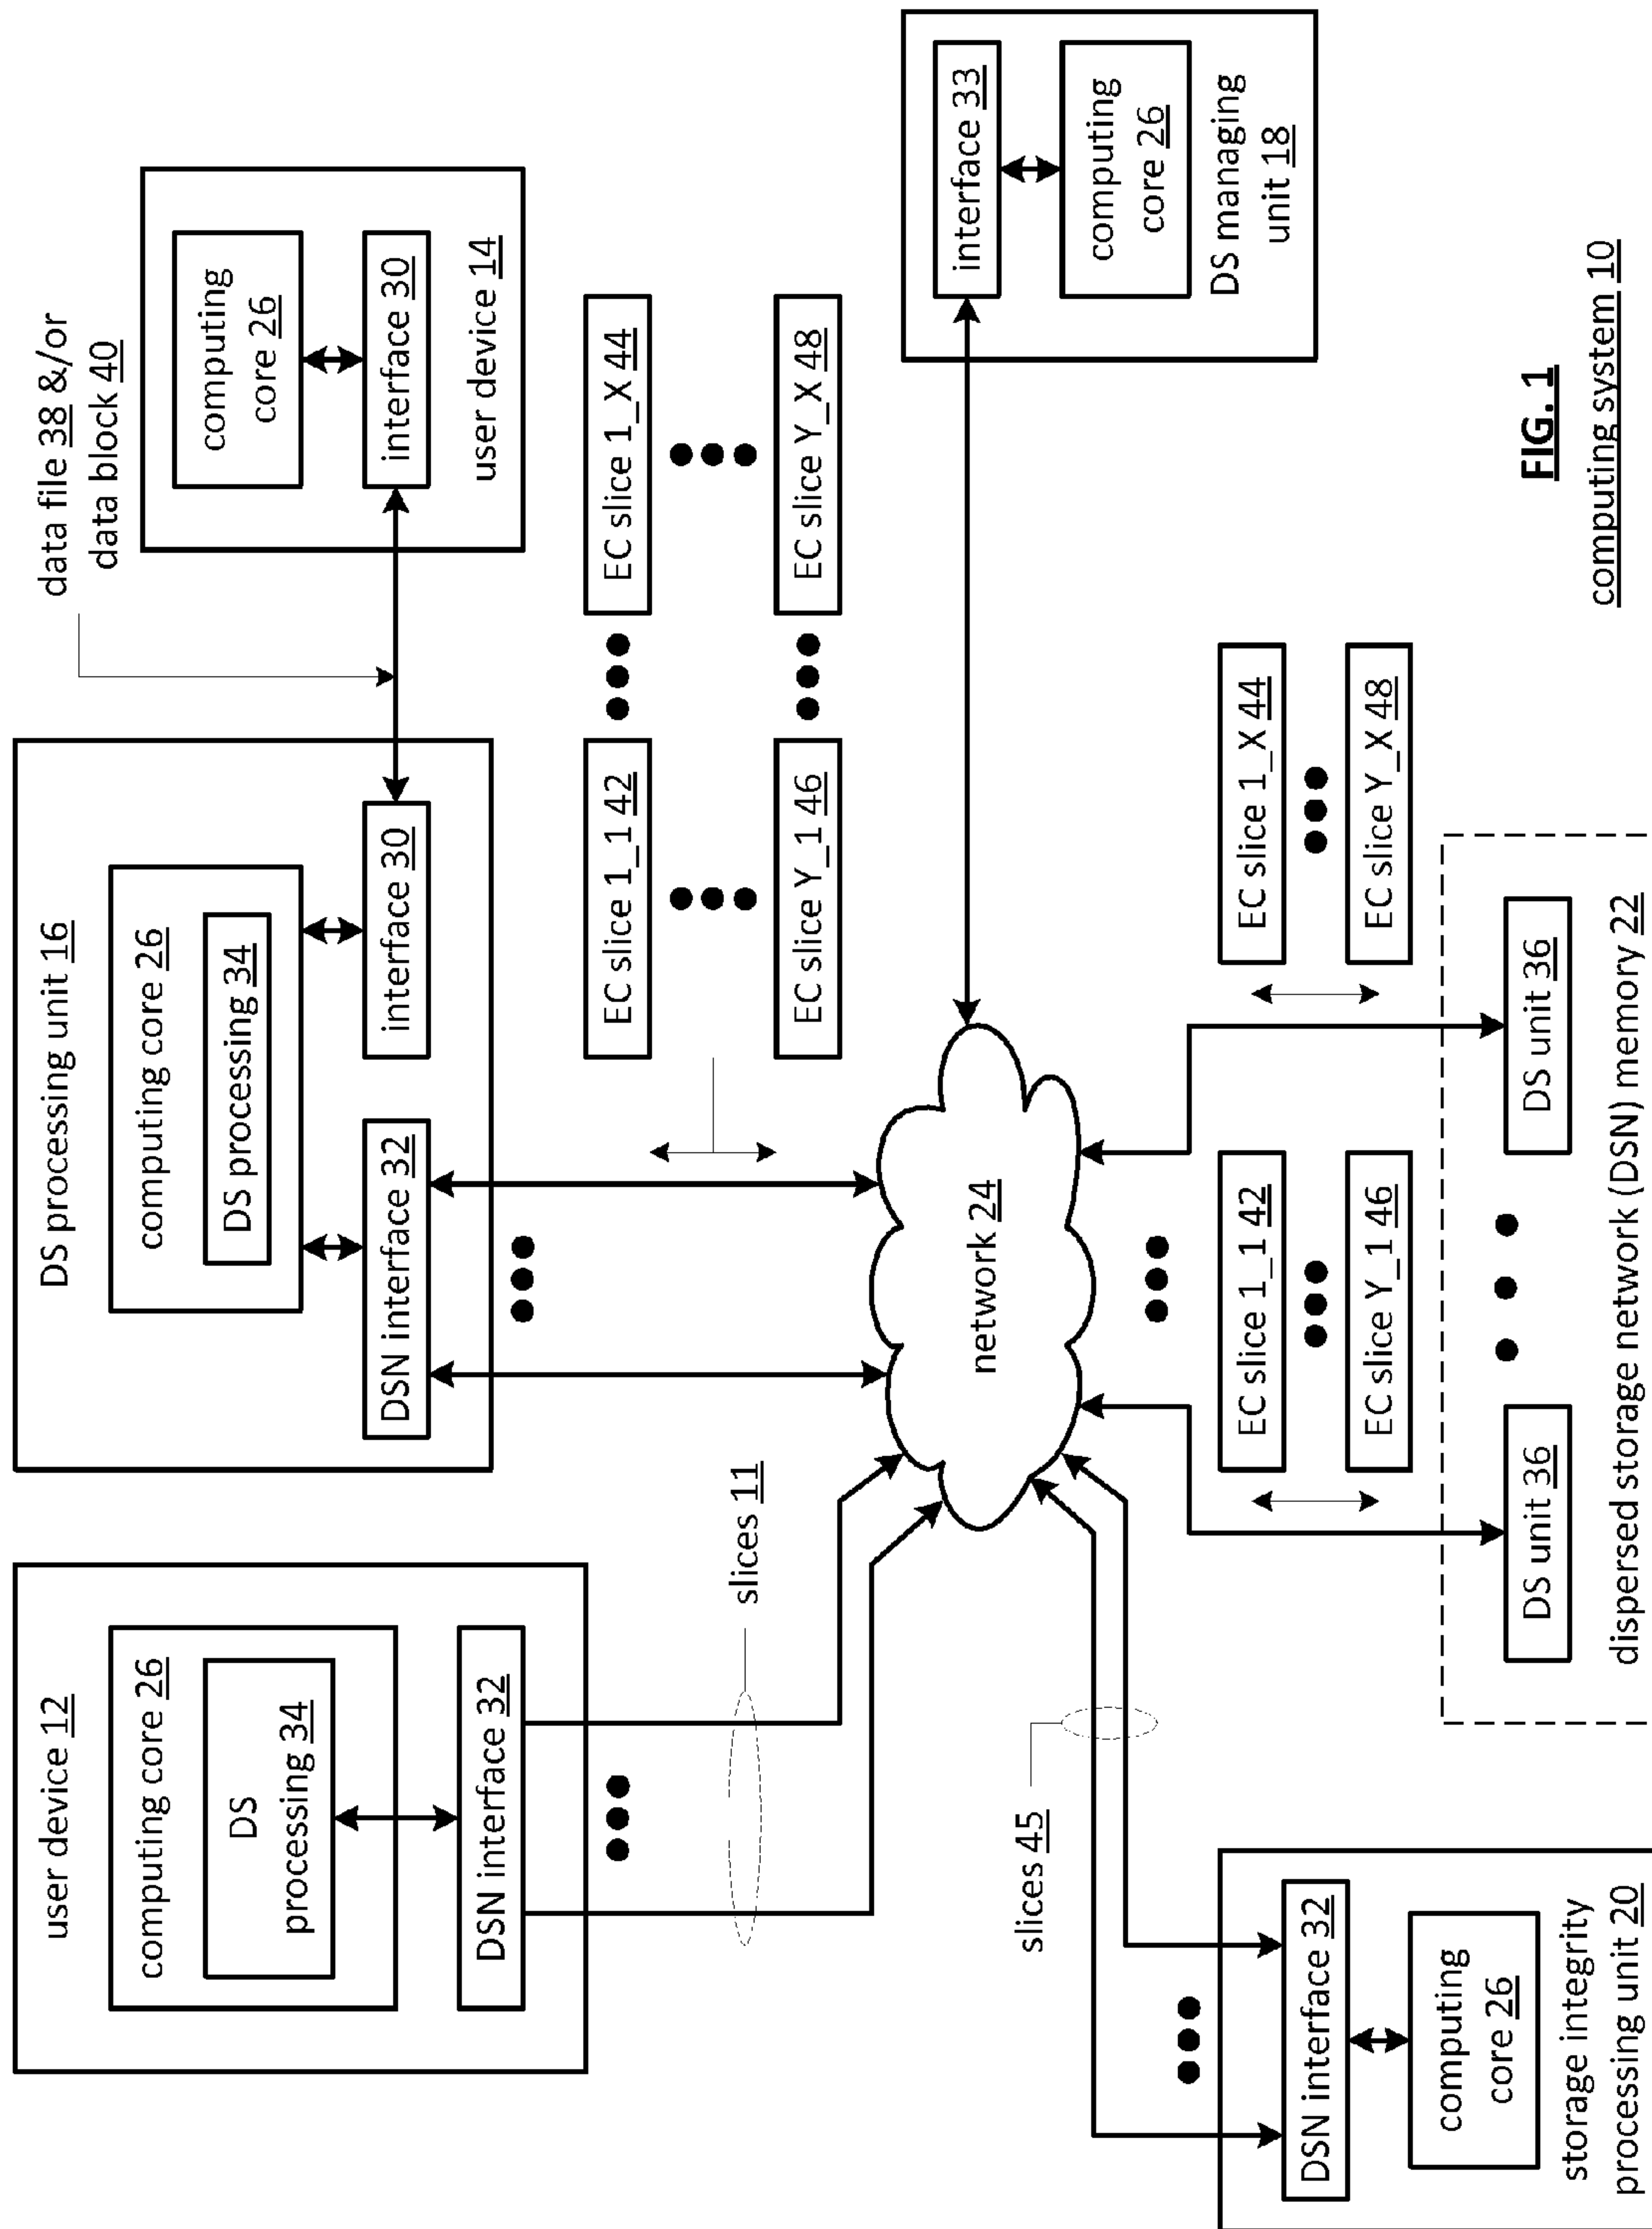 user device 12
computing core 26
DS
processing 34
DSN interface 32
slices 11
DS processing unit 16
computing core 26
DS processing 34
DSN interface 32
interface 30
data file 38 &/or
data block 40
computing
core 26
interface 30
user device 14
EC slice 1_1 42
EC slice 1_X 44
EC slice Y_1 46
EC slice Y_X 48
network 24
interface 33
computing
core 26
DS managing
unit 18
slices 45
DSN interface 32
computing
core 26
storage integrity
processing unit 20
EC slice 1_1 42
EC slice Y_1 46
EC slice 1_X 44
EC slice Y_X 48
DS unit 36
DS unit 36
dispersed storage network (DSN) memory 22
FIG. 1
computing system 10